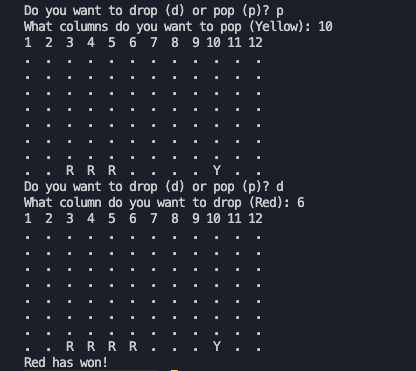 Do you want to drop (d) or pop (p)? p
What columns do you want to pop (Yellow): 10
1 2 3 4 5 6 7 8 9 10 11 12
. . . . . . . . . . . .
. . . . . . . . . . . .
. . . . . . . . . . . .
. . . . . . . . . . . .
. . . . . . . . . . . .
. . . . . . . . . . . .
. . R R R . . . . Y . .
Do you want to drop (d) or pop (p)? d
What column do you want to drop (Red): 6
1 2 3 4 5 6 7 8 9 10 11 12
. . . . . . . . . . . .
. . . . . . . . . . . .
. . . . . . . . . . . .
. . . . . . . . . . . .
. . . . . . . . . . . .
. . . . . . . . . . . .
. . R R R R . . . Y . .
Red has won!